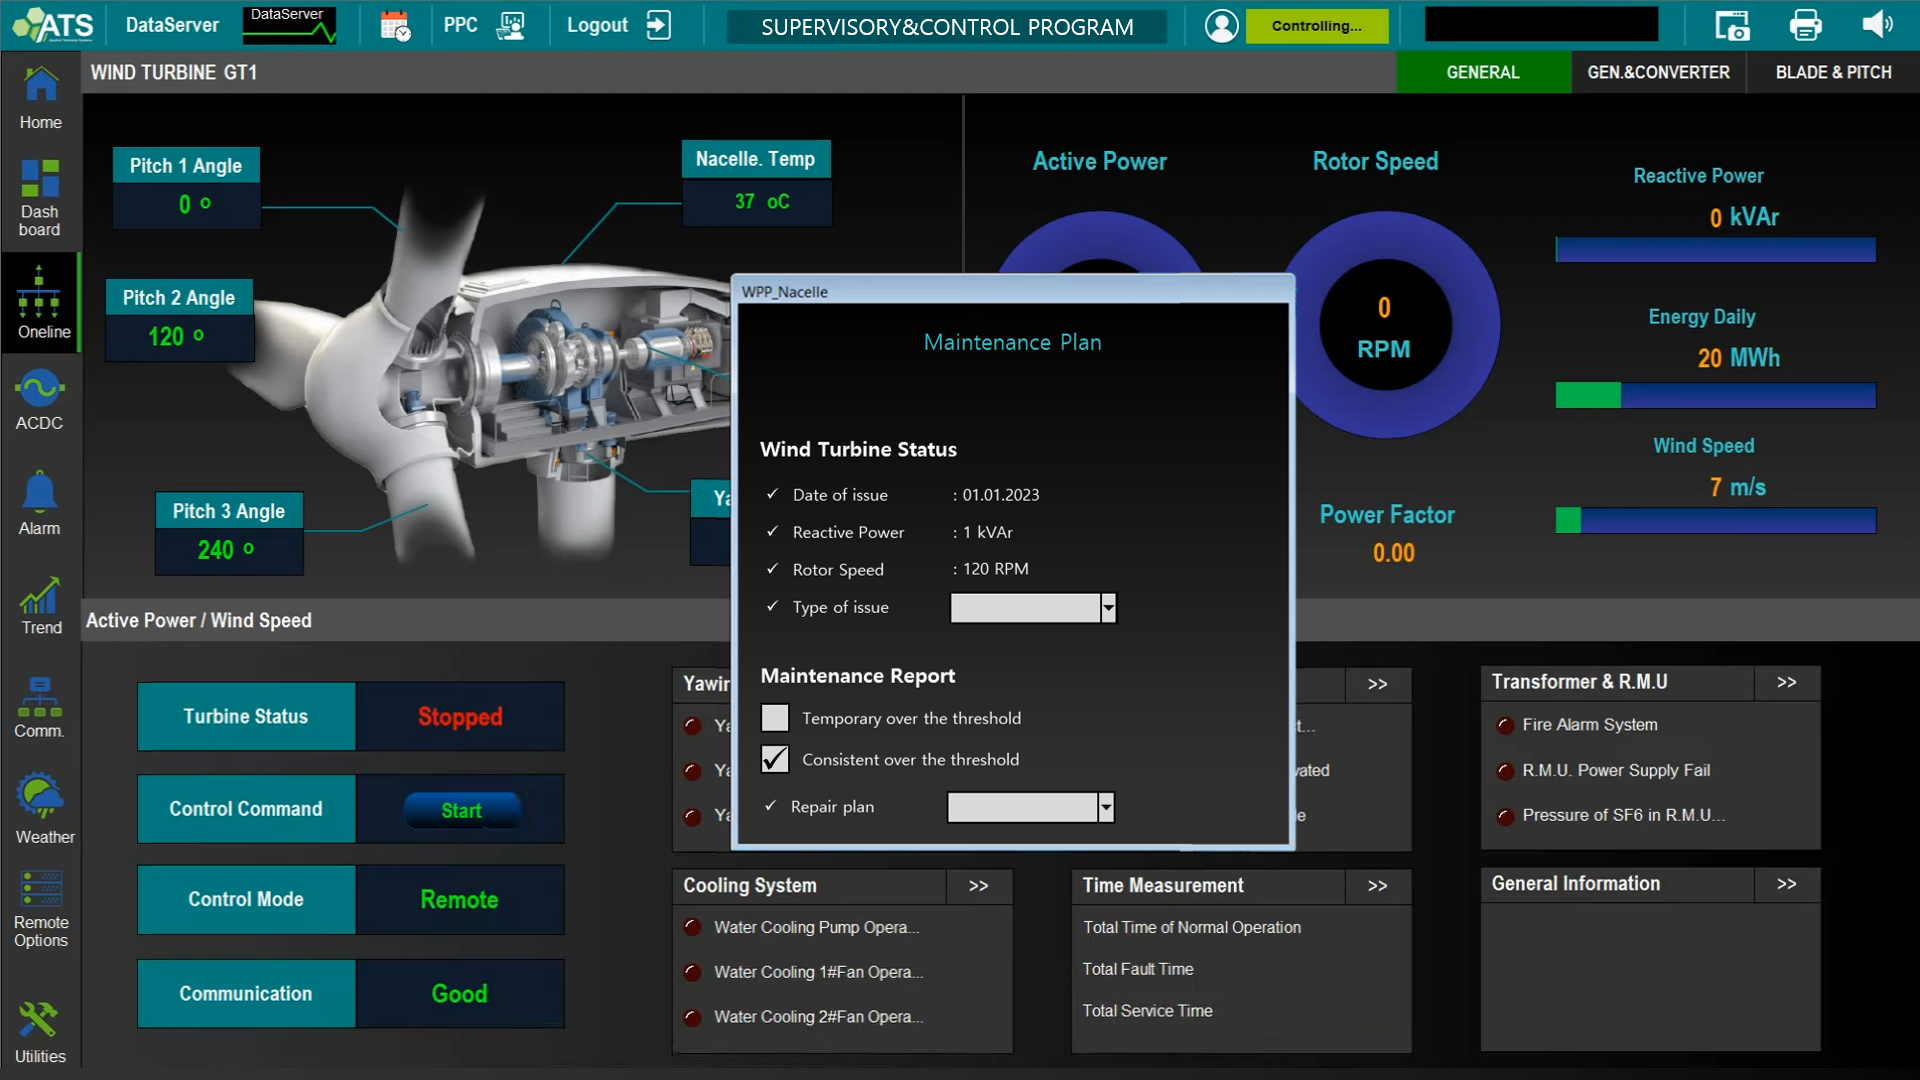 ATS
DataServer
DataServer
PPC
Logout
SUPERVISORY&CONTROL PROGRAM
Controlling...
WIND TURBINE GT1
GENERAL
GEN.&CONVERTER
BLADE & PITCH
Home
Dash
board
Oneline
ACDC
Alarm
Trend
Comm.
Weather
Remote
Options
Utilities
Pitch 1 Angle
0 o
Nacelle. Temp
37 oC
Pitch 2 Angle
120 o
Pitch 3 Angle
240 o
Ya
Active Power
Rotor Speed
0
RPM
Reactive Power
0 kVAr
Energy Daily
20 MWh
Wind Speed
7 m/s
Power Factor
0.00
WPP_Nacelle
Maintenance Plan
Wind Turbine Status
✓ Date of issue : 01.01.2023
✓ Reactive Power : 1 kVAr
✓ Rotor Speed : 120 RPM
✓ Type of issue
Maintenance Report
Temporary over the threshold
Consistent over the threshold
✓ Repair plan
Active Power / Wind Speed
Turbine Status Stopped
Control Command Start
Control Mode Remote
Communication Good
Yawi
Ya
Ya
Ya
>>
t...
vated
le
Transformer & R.M.U >>
Fire Alarm System
R.M.U. Power Supply Fail
Pressure of SF6 in R.M.U...
Cooling System >>
Water Cooling Pump Opera...
Water Cooling 1#Fan Opera...
Water Cooling 2#Fan Opera...
Time Measurement >>
Total Time of Normal Operation
Total Fault Time
Total Service Time
General Information >>